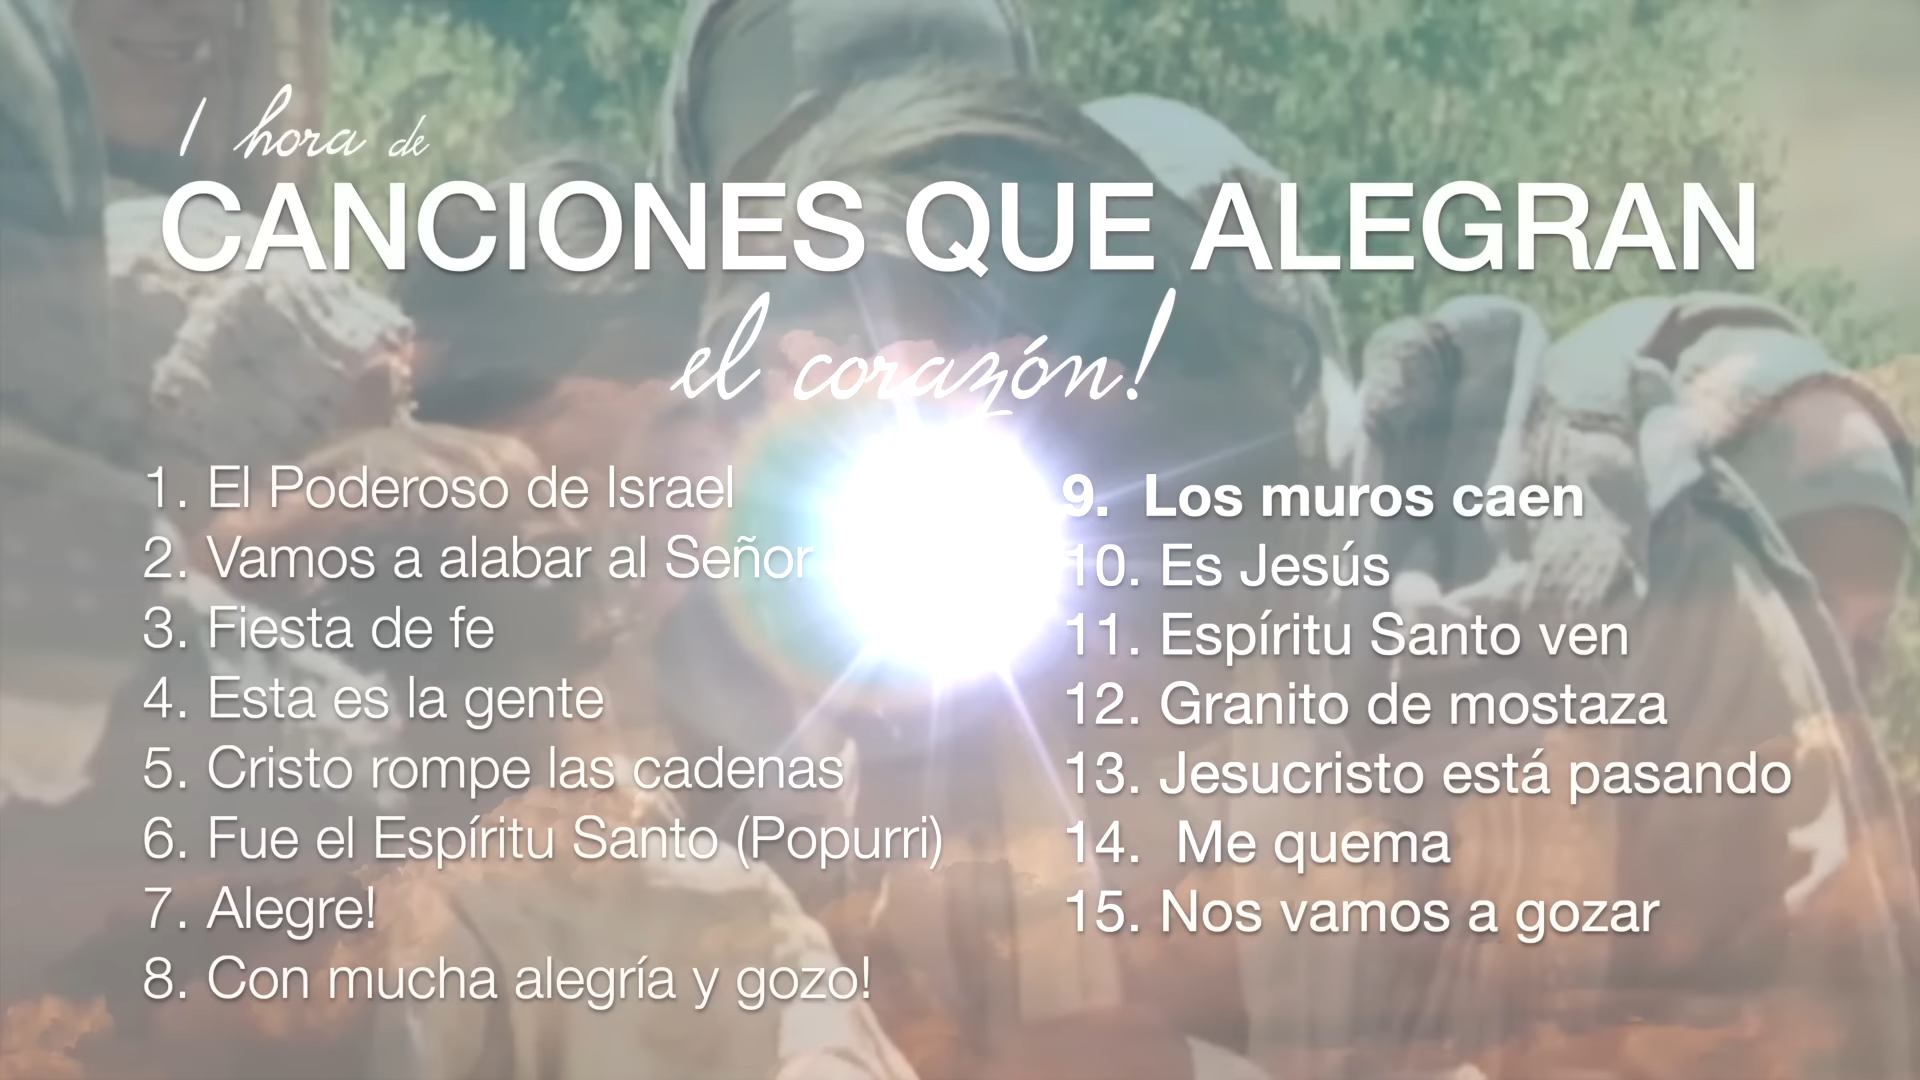 1 hora de
CANCIONES QUE ALEGRAN
el corazón!
1. El Poderoso de Israel
2. Vamos a alabar al Señor
3. Fiesta de fe
4. Esta es la gente
5. Cristo rompe las cadenas
6. Fue el Espíritu Santo (Popurri)
7. Alegre!
8. Con mucha alegría y gozo!
9. Los muros caen
10. Es Jesús
11. Espíritu Santo ven
12. Granito de mostaza
13. Jesucristo está pasando
14. Me quema
15. Nos vamos a gozar